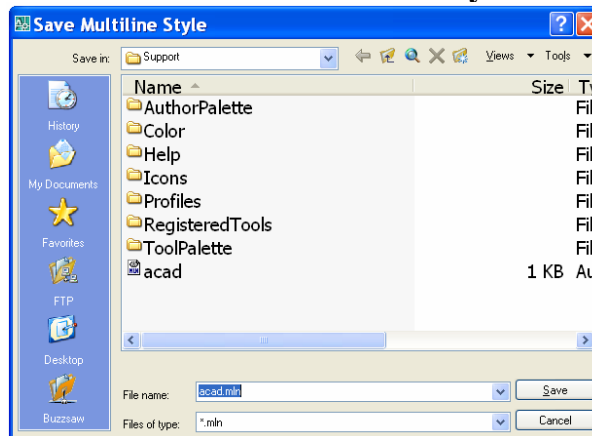 Save Multiline Style
Save in: Support Views Tools
Name Size Ty
AuthorPalette Fil
Color Fil
Help Fil
Icons Fil
Profiles Fil
RegisteredTools Fil
ToolPalette Fil
acad 1 KB Au
History
My Documents
Favorites
FTP
Desktop
Buzzsaw
File name: acad.mln Save
Files of type: *.mln Cancel